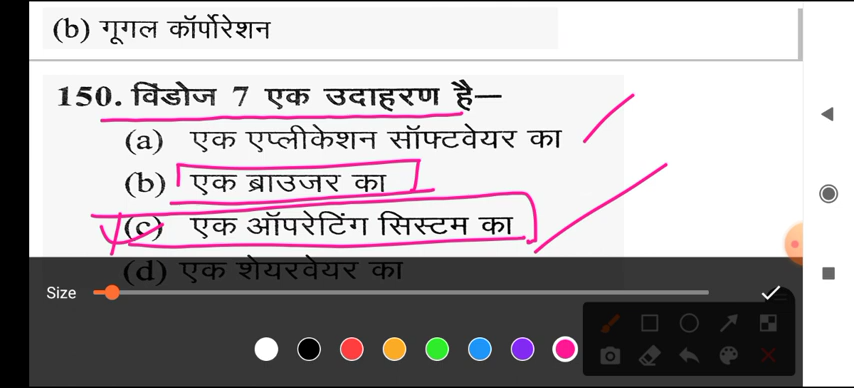 (b) गूगल कॉर्पोरेशन
150. विंडोज 7 एक उदाहरण है—
(a) एक एप्लीकेशन सॉफ्टवेयर का
(b) एक ब्राउजर का
(c) एक ऑपरेटिंग सिस्टम का
(d) एक शेयरवेयर का
Size